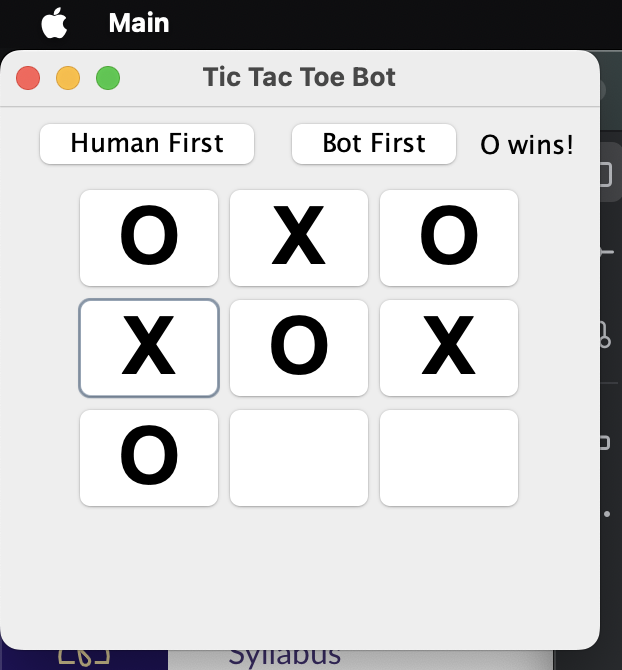 Main
Tic Tac Toe Bot
Human First Bot First O wins!
O X O
X O X
O
Syllabus